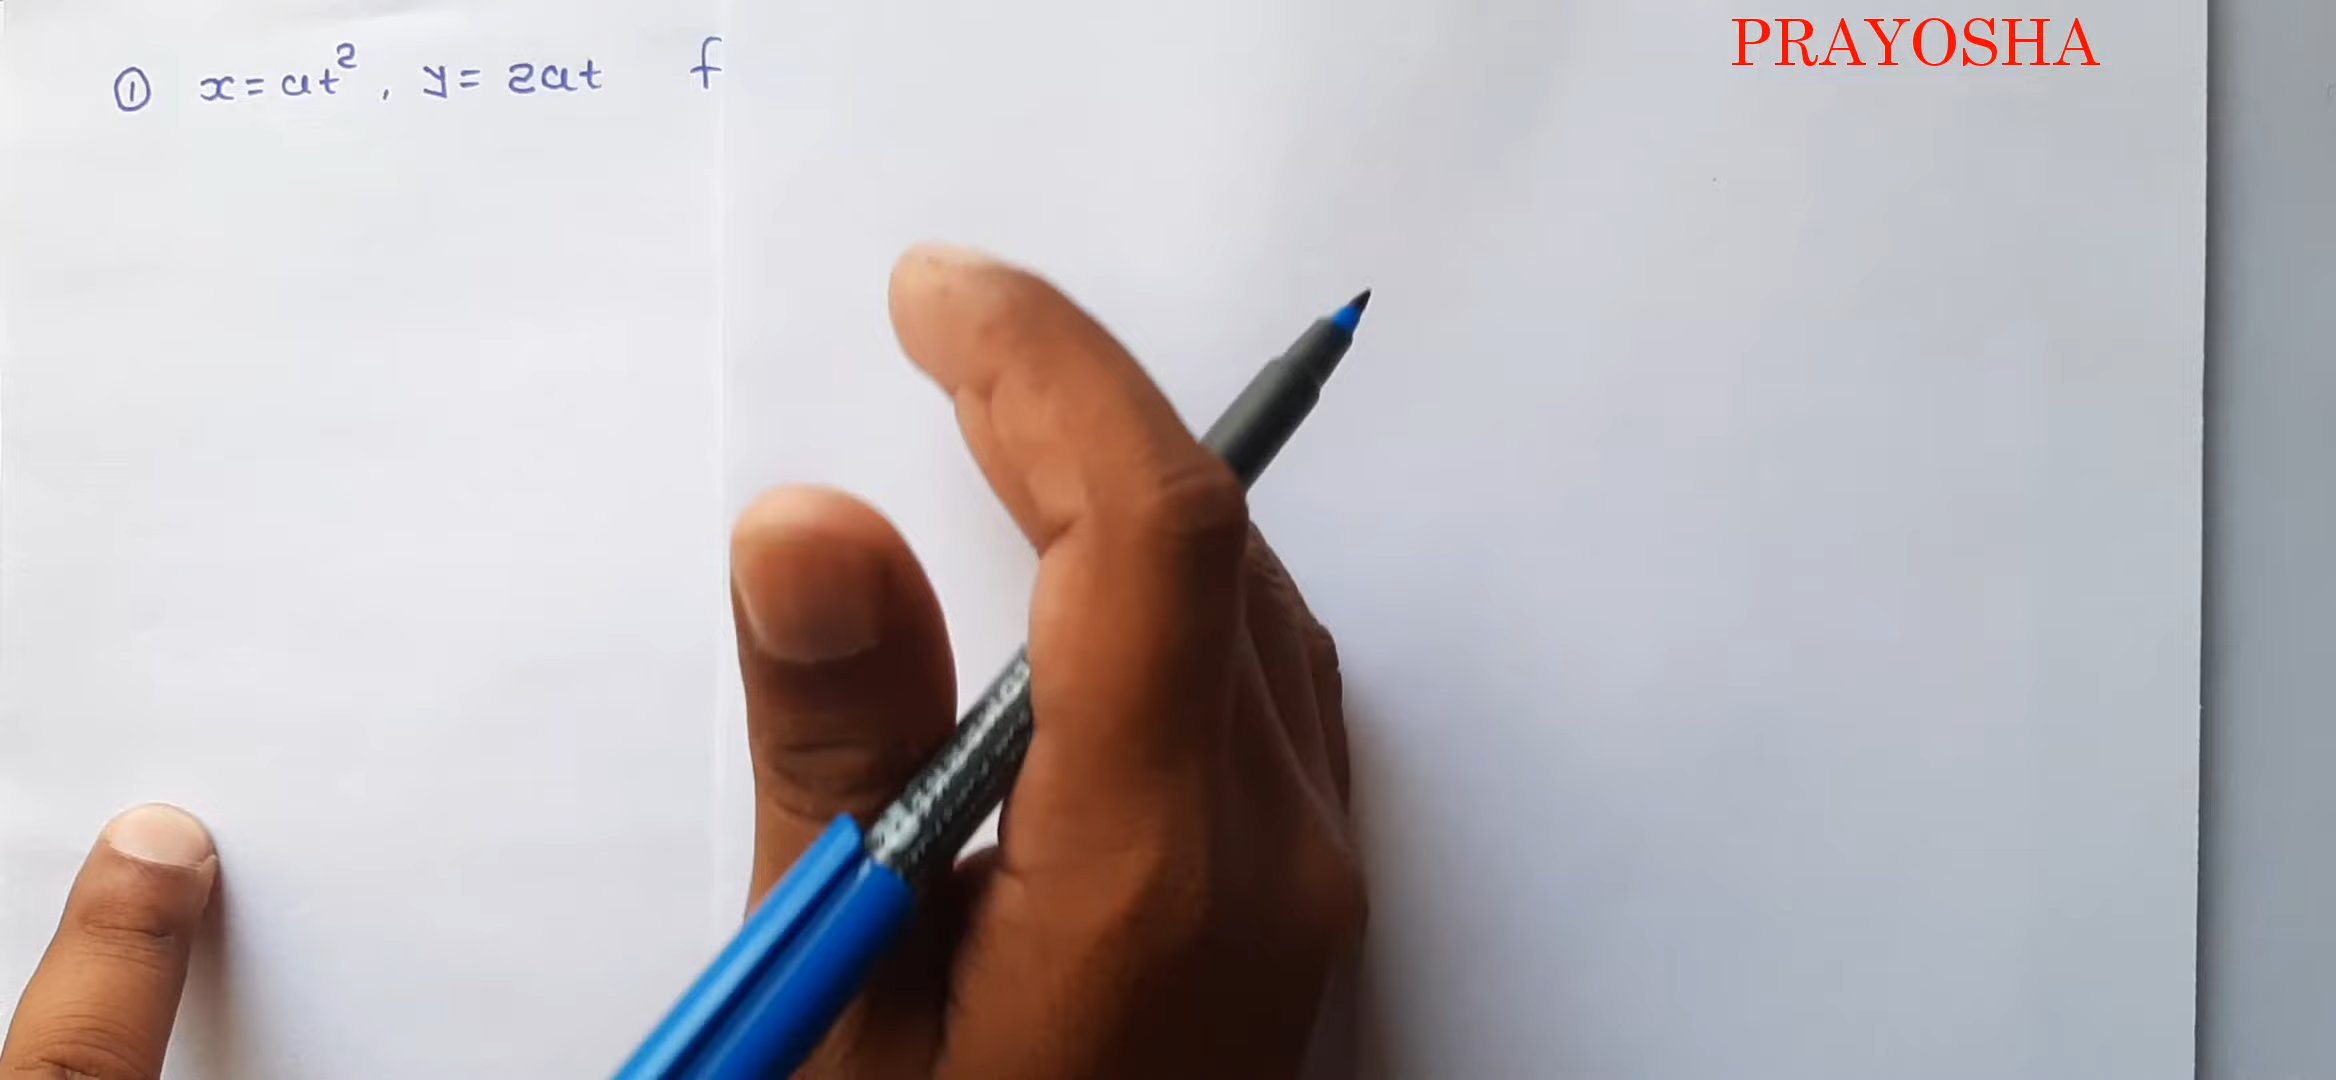 ① x = at², y = 2at f
PRAYOSHA